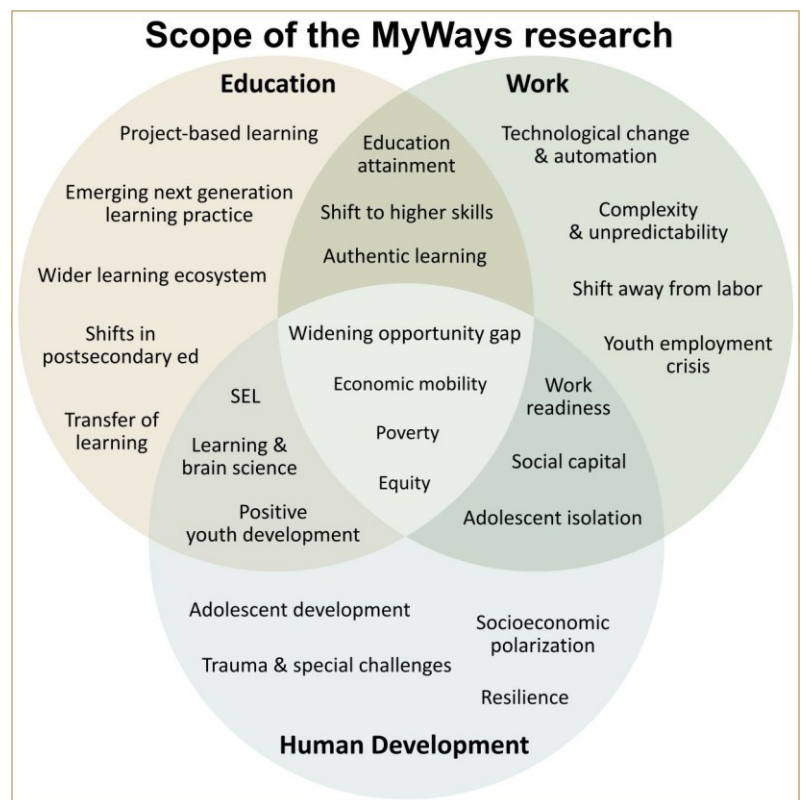 Scope of the MyWays research
Education
Work
Project-based learning
Emerging next generation
learning practice
Wider learning ecosystem
Shifts in
postsecondary ed
Transfer of
learning
Education
attainment
Shift to higher skills
Authentic learning
Technological change
& automation
Complexity
& unpredictability
Shift away from labor
Youth employment
crisis
Widening opportunity gap
Economic mobility
Poverty
Equity
SEL
Learning &
brain science
Positive
youth development
Work
readiness
Social capital
Adolescent isolation
Adolescent development
Trauma & special challenges
Socioeconomic
polarization
Resilience
Human Development